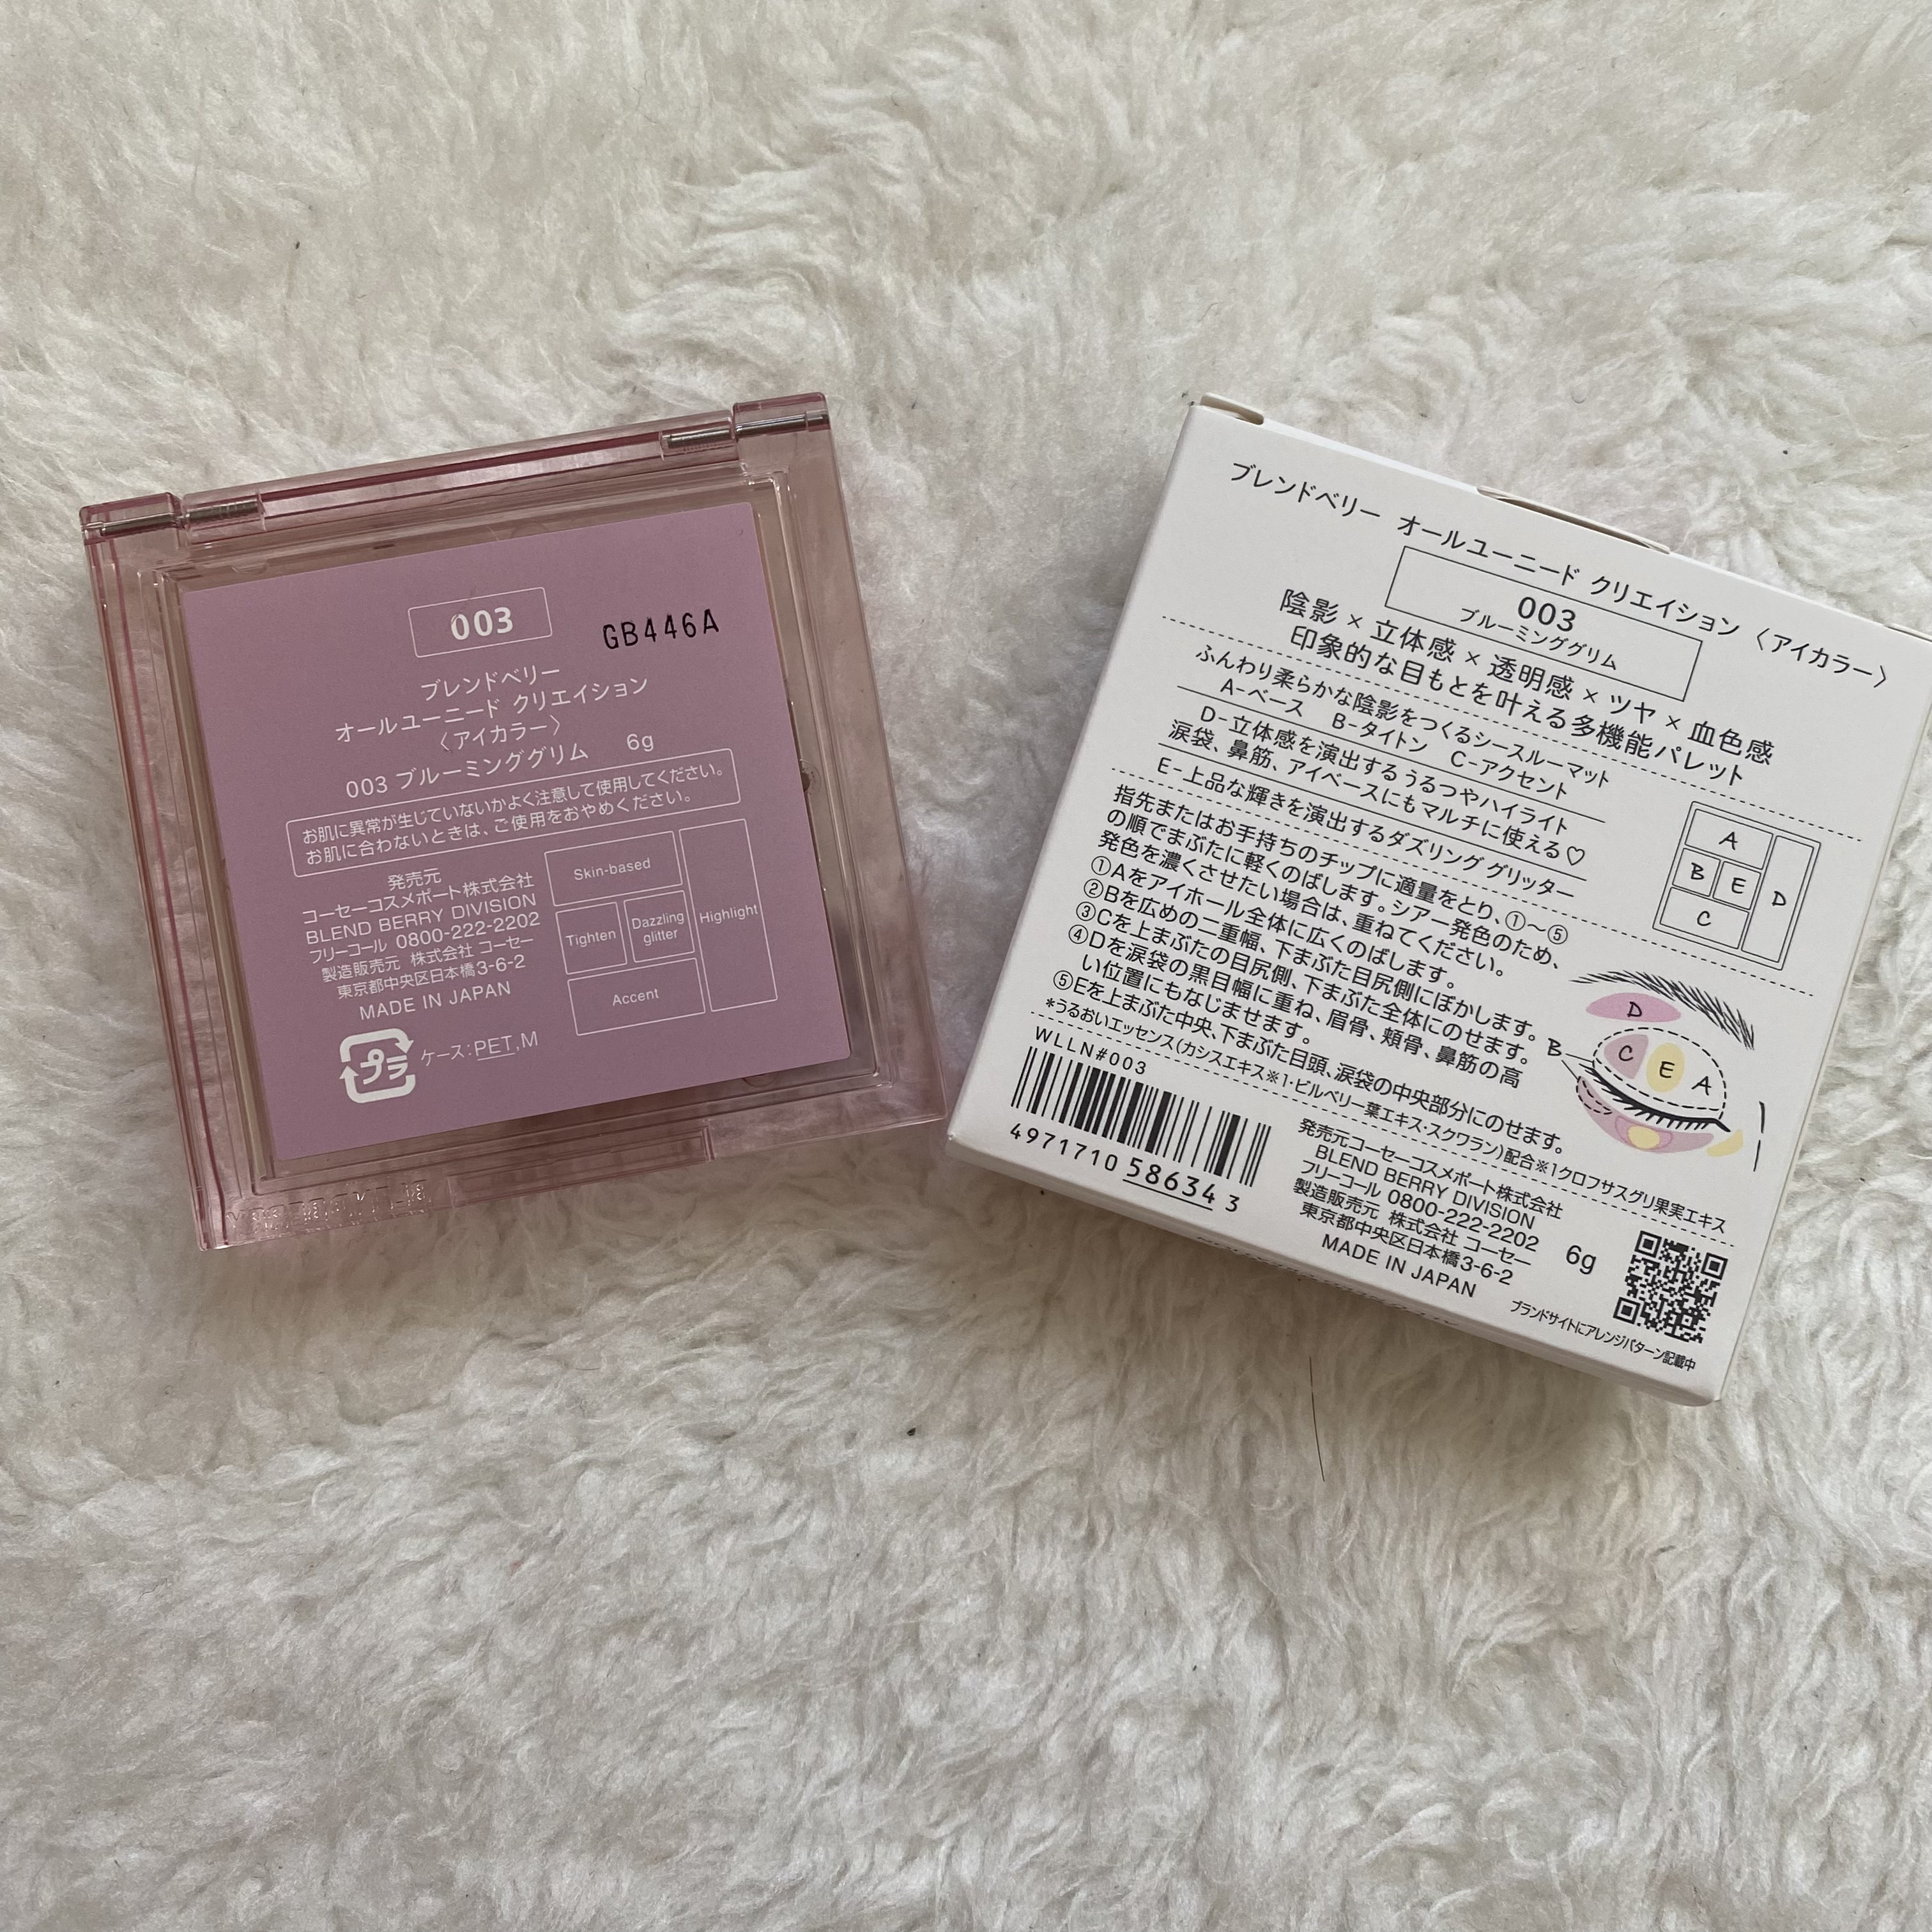 003
GB446A
ブレンドベリー
オールユーニード クリエイション
〈アイカラー〉
003 ブルーミンググリム 6g
お肌に異常が生じていないかよく注意して使用してください。
お肌に合わないときは、ご使用をおやめください。
発売元
コーセーコスメポート株式会社
BLEND BERRY DIVISION
フリーコール 0800-222-2202
製造販売元 株式会社 コーセー
東京都中央区日本橋3-6-2
MADE IN JAPAN
プラ
ケース:PET,M
Skin-based
Tighten
Dazzling
glitter
Highlight
Accent
ブレンドベリー オールユーニード クリエイション 〈アイカラー〉
003
ブルーミンググリム
陰影×立体感×透明感×ツヤ×血色感
印象的な目もとを叶える多機能パレット
ふんわり柔らかな陰影をつくるシースルーマット
A-ベース B-タイトン C-アクセント
D-立体感を演出するうるつやハイライト
涙袋、鼻筋、アイベースにもマルチに使える♡
E-上品な輝きを演出するダズリンググリッター
A
B
E
D
C
指先またはお手持ちのチップに適量をとり、①〜⑤
の順でまぶたに軽くのばします。シアー発色のため、
発色を濃くさせたい場合は、重ねてください。
①Aをアイホール全体に広くのばします。
②Bを広めの二重幅、下まぶた目尻側にぼかします。
③Cを上まぶたの目尻側、下まぶた全体にのせます。
④Dを涙袋の黒目幅に重ね、眉骨、頬骨、鼻筋の高
い位置にもなじませます。
⑤Eを上まぶた中央、下まぶた目頭、涙袋の中央部分にのせます。
D
B
C
E
A
*うるおいエッセンス(カシスエキス※1・ビルベリー葉エキス・スクワラン)配合※1クロフサスグリ果実エキス
WLLN#003
4971710586343
発売元コーセーコスメポート株式会社
BLEND BERRY DIVISION
フリーコール 0800-222-2202
製造販売元 株式会社 コーセー
東京都中央区日本橋3-6-2
MADE IN JAPAN
6g
ブランドサイトにアレンジパターン記載中